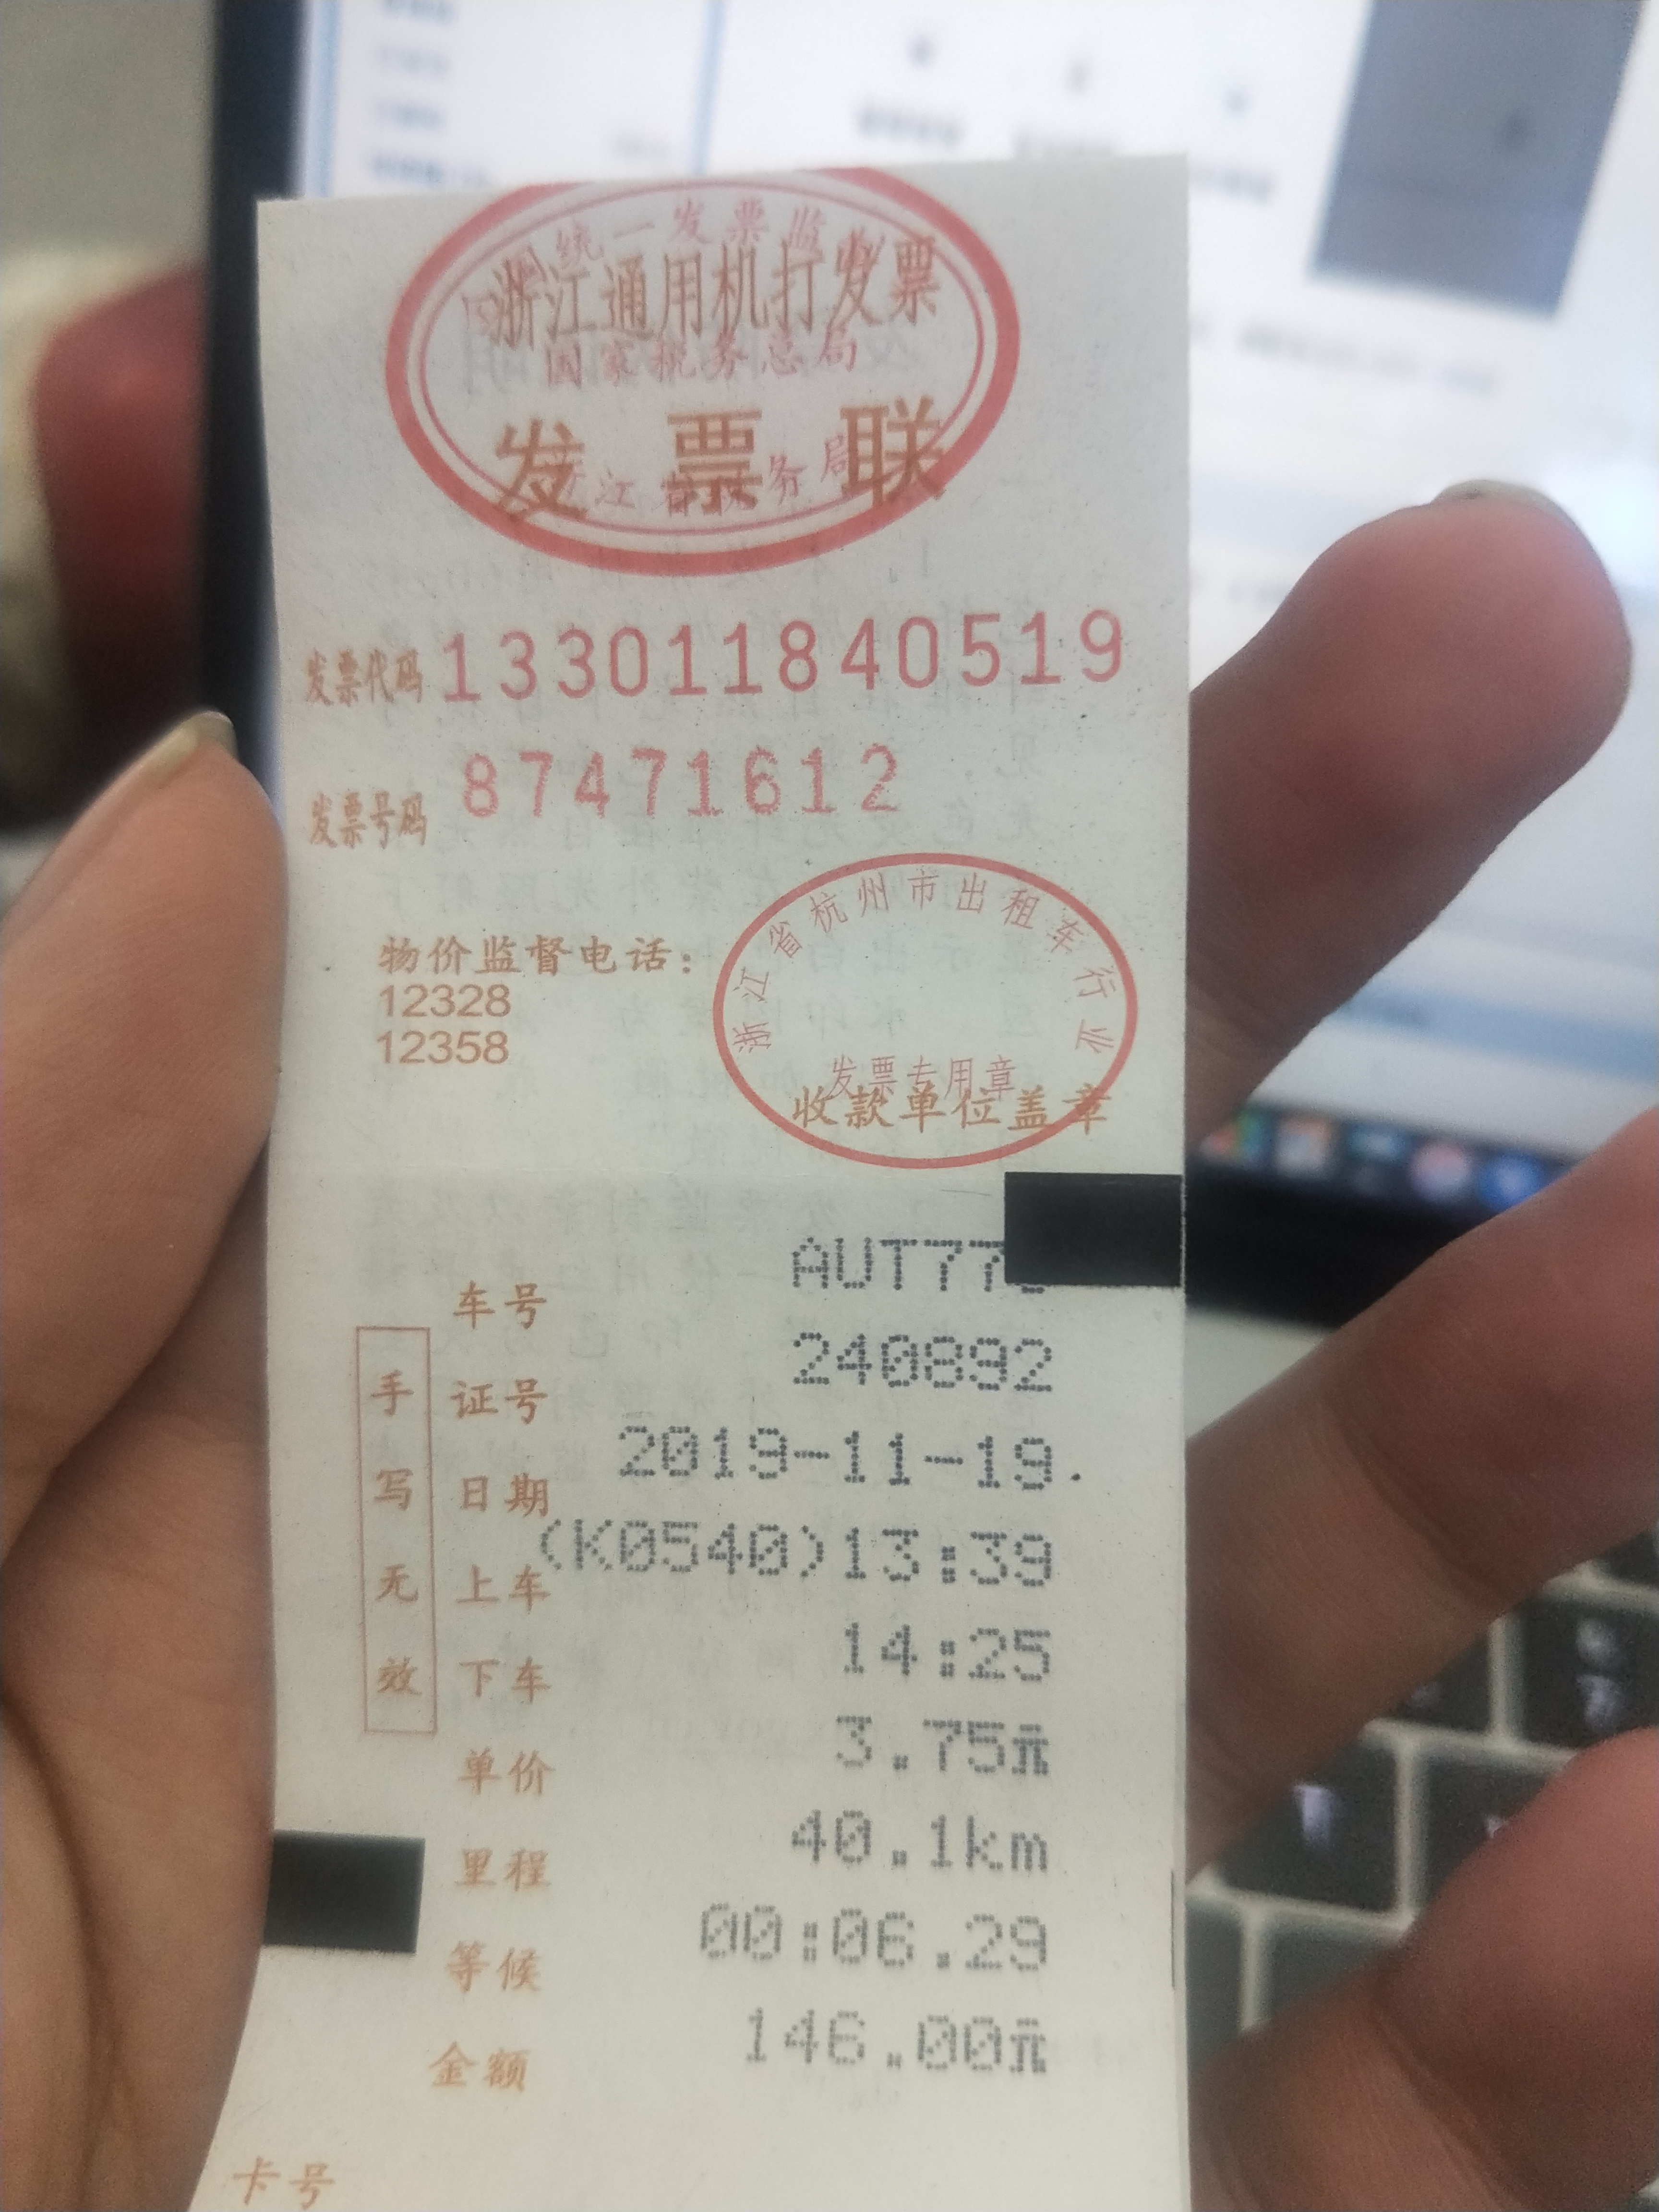 全国统一发票监制
浙江通用机打发票
国家税务总局
发票联
浙江省税务局
发票代码 133011840519
发票号码 87471612
物价监督电话：
12328
12358
浙江省杭州市出租车行业
发票专用章
收款单位盖章
手写无效
车号 AUT77
证号 240892
日期 2019-11-19
上车 (K0540)13:39
下车 14:25
单价 3.75元
里程 40.1km
等候 00:06.29
金额 146.00元
卡号